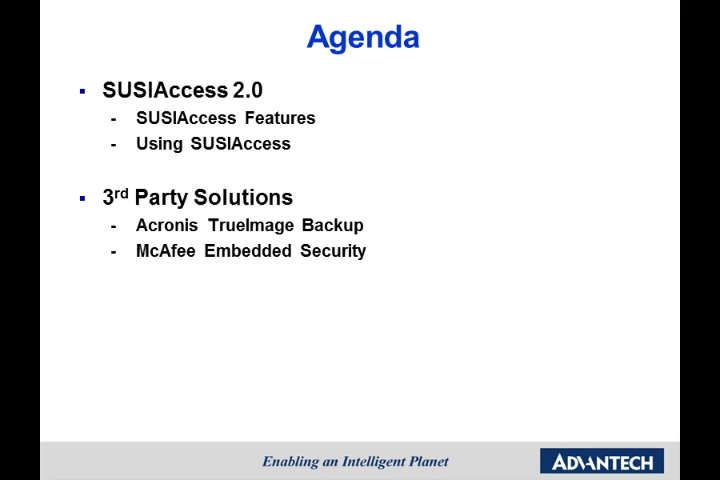 Agenda
▪ SUSIAccess 2.0
- SUSIAccess Features
- Using SUSIAccess
▪ 3rd Party Solutions
- Acronis TrueImage Backup
- McAfee Embedded Security
Enabling an Intelligent Planet
ADVANTECH